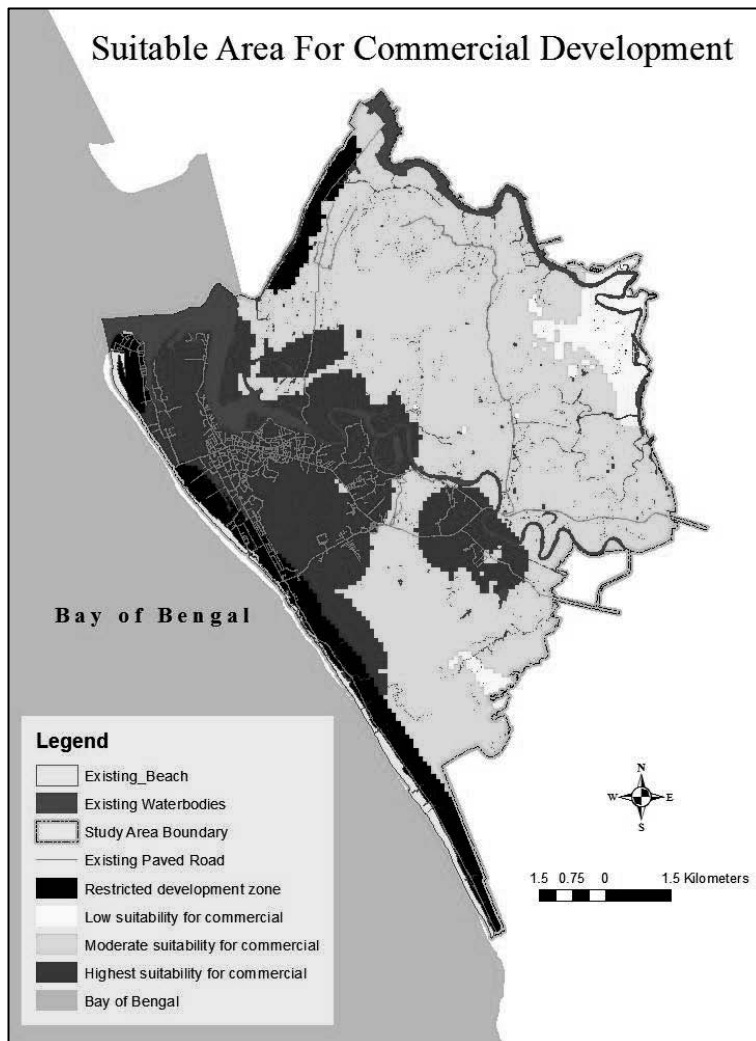 Suitable Area For Commercial Development
Bay of Bengal
Legend
Existing_Beach
Existing Waterbodies
Study Area Boundary
Existing Paved Road
Restricted development zone
Low suitability for commercial
Moderate suitability for commercial
Highest suitability for commercial
Bay of Bengal
N
W E
S
1.5 0.75 0 1.5 Kilometers